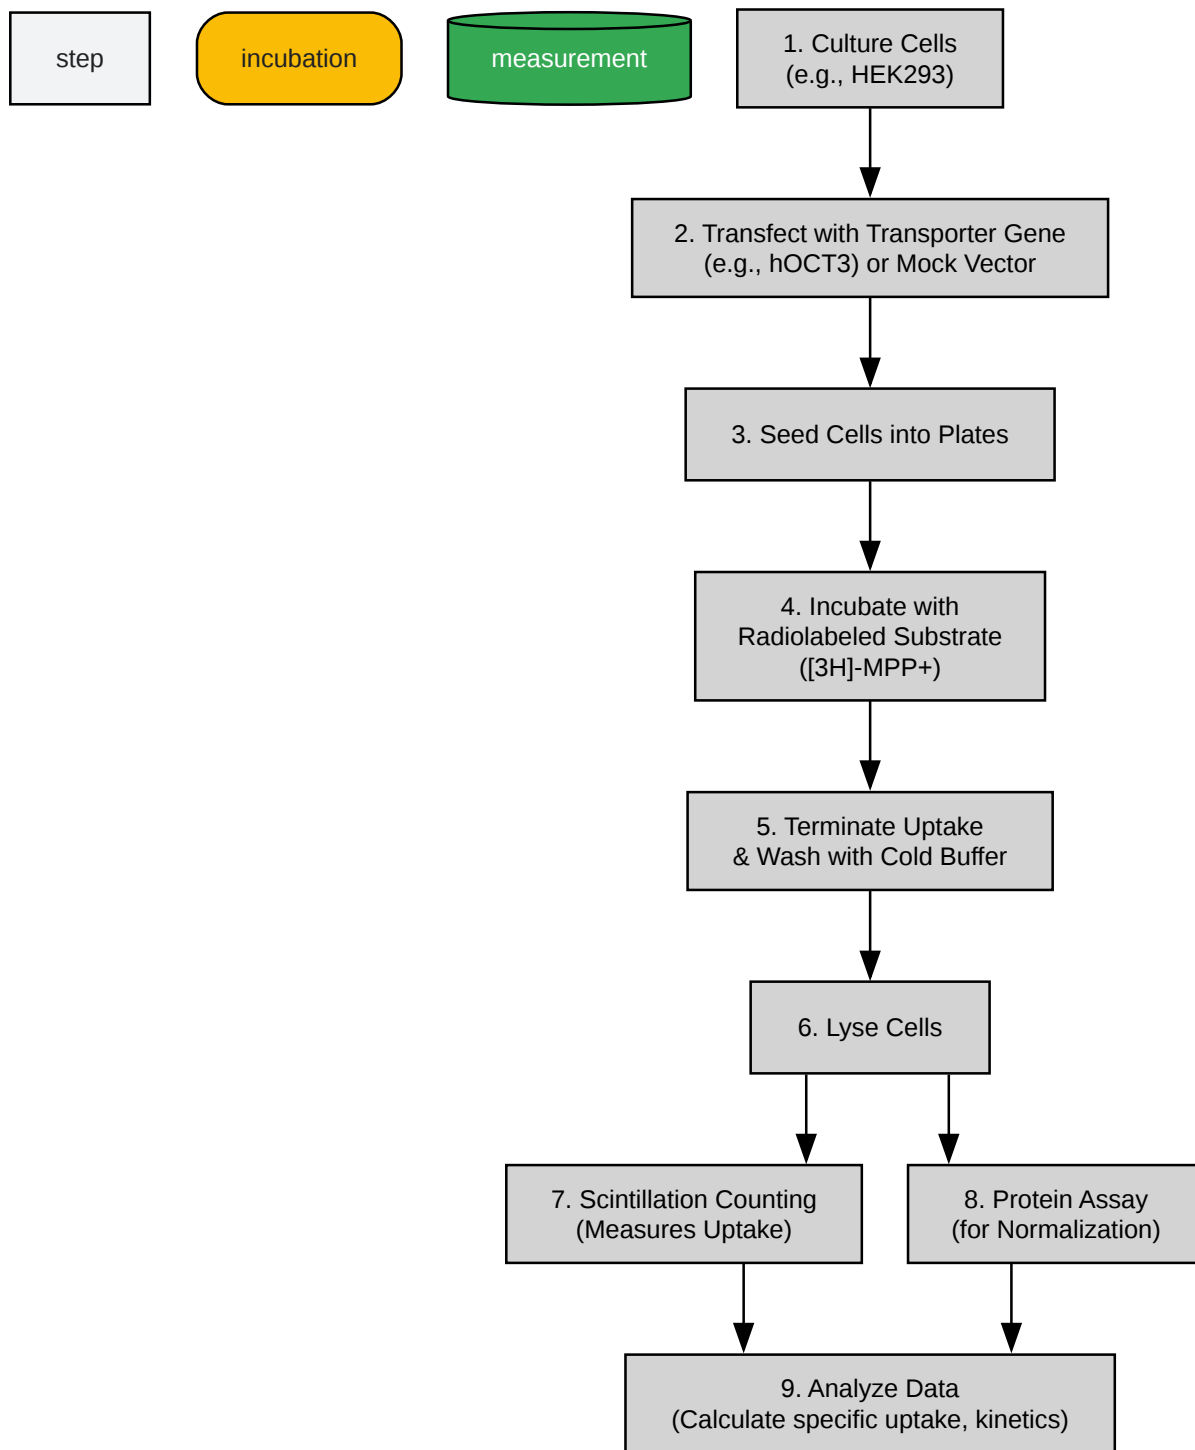 step
incubation
measurement
1. Culture Cells
(e.g., HEK293)
2. Transfect with Transporter Gene
(e.g., hOCT3) or Mock Vector
3. Seed Cells into Plates
4. Incubate with
Radiolabeled Substrate
([3H]-MPP+)
5. Terminate Uptake
& Wash with Cold Buffer
6. Lyse Cells
7. Scintillation Counting
(Measures Uptake)
8. Protein Assay
(for Normalization)
9. Analyze Data
(Calculate specific uptake, kinetics)